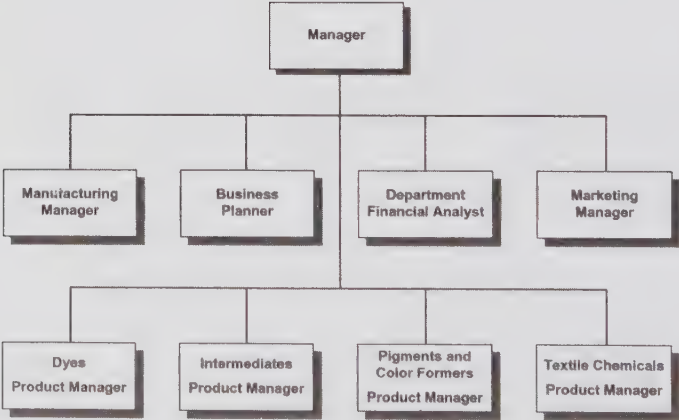 Manager
Manufacturing
Manager
Business
Planner
Department
Financial Analyst
Marketing
Manager
Dyes
Product Manager
Intermediates
Product Manager
Pigments and
Color Formers
Product Manager
Textile Chemicals
Product Manager